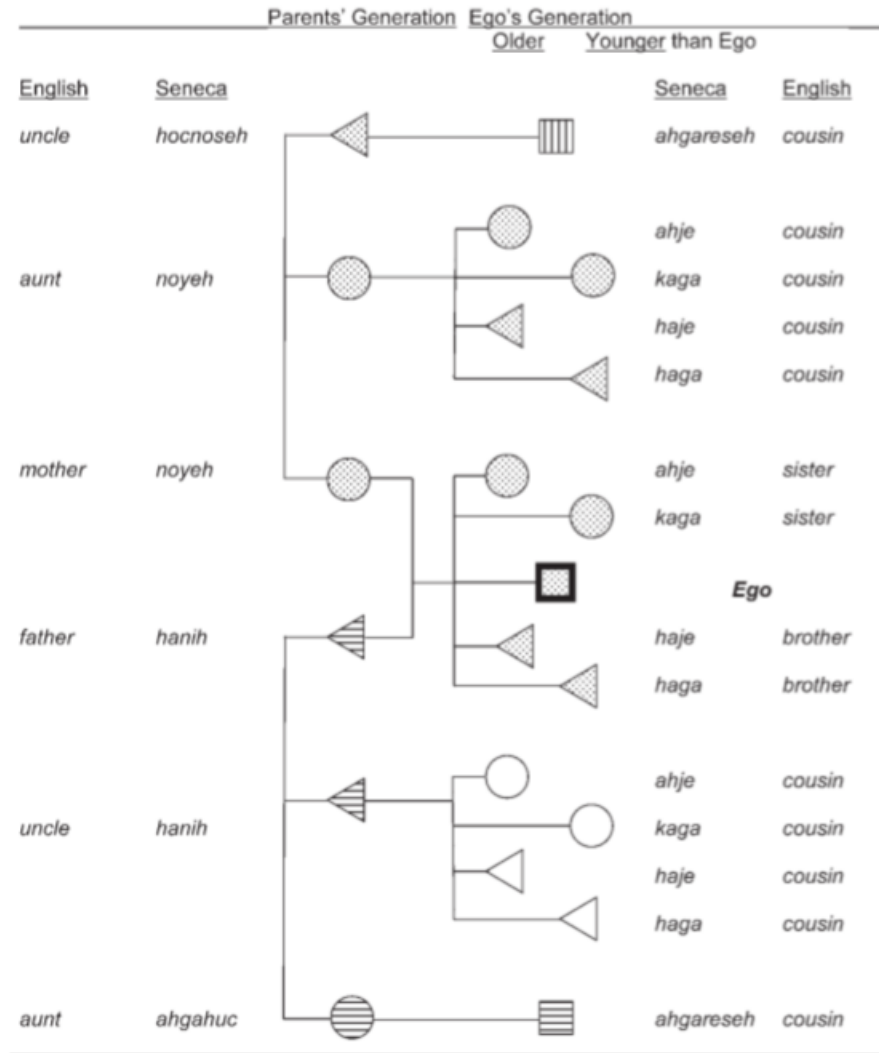 Parents' Generation Ego's Generation
Older Younger than Ego
English Seneca Seneca English
uncle hocnoseh ahgareseh cousin
ahje cousin
aunt noyeh kaga cousin
haje cousin
haga cousin
mother noyeh ahje sister
kaga sister
Ego
father hanih haje brother
haga brother
ahje cousin
uncle hanih kaga cousin
haje cousin
haga cousin
aunt ahgahuc ahgareseh cousin